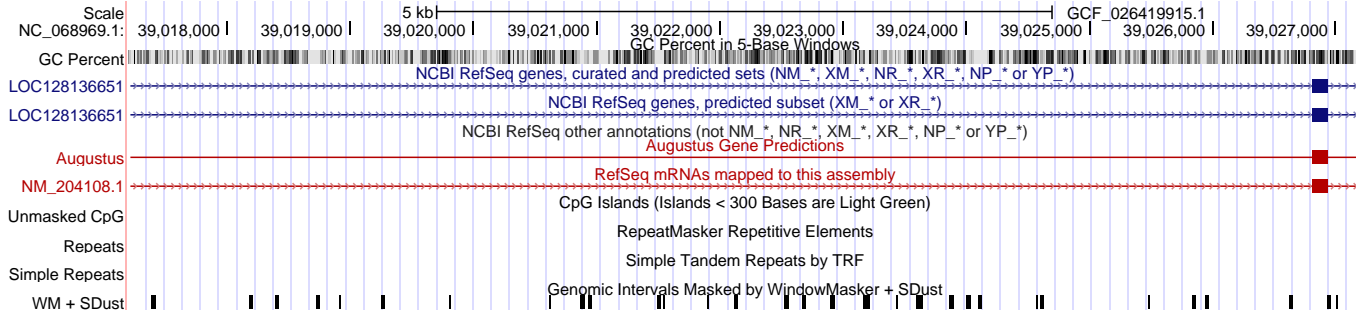 Scale 5 kb GCF_026419915.1
NC_068969.1: 39,018,000 39,019,000 39,020,000 39,021,000 39,022,000 39,023,000 39,024,000 39,025,000 39,026,000 39,027,000
GC Percent in 5-Base Windows
GC Percent
NCBI RefSeq genes, curated and predicted sets (NM_*, XM_*, NR_*, XR_*, NP_* or YP_*)
LOC128136651
NCBI RefSeq genes, predicted subset (XM_* or XR_*)
LOC128136651
NCBI RefSeq other annotations (not NM_*, NR_*, XM_*, XR_*, NP_* or YP_*)
Augustus Gene Predictions
Augustus
RefSeq mRNAs mapped to this assembly
NM_204108.1
CpG Islands (Islands < 300 Bases are Light Green)
Unmasked CpG
RepeatMasker Repetitive Elements
Repeats
Simple Tandem Repeats by TRF
Simple Repeats
Genomic Intervals Masked by WindowMasker + SDust
WM + SDust